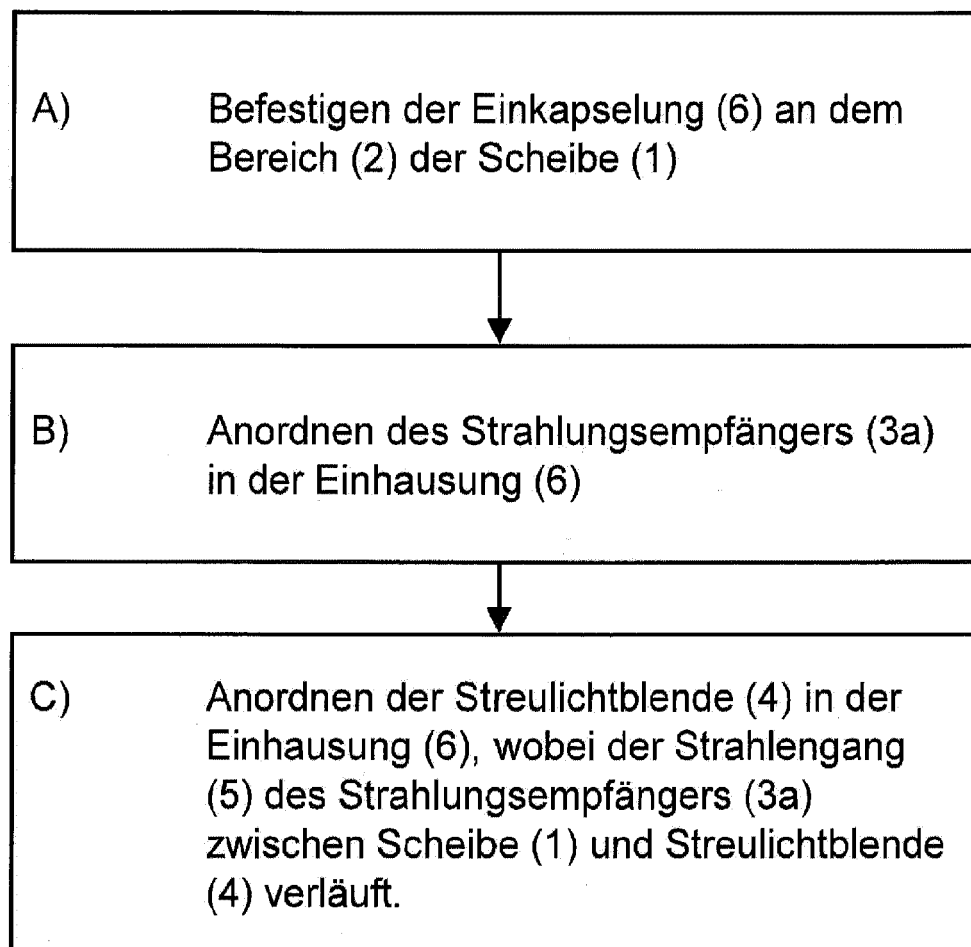 A) Befestigen der Einkapselung (6) an dem
Bereich (2) der Scheibe (1)
B) Anordnen des Strahlungsempfängers (3a)
in der Einhausung (6)
C) Anordnen der Streulichtblende (4) in der
Einhausung (6), wobei der Strahlengang
(5) des Strahlungsempfängers (3a)
zwischen Scheibe (1) und Streulichtblende
(4) verläuft.